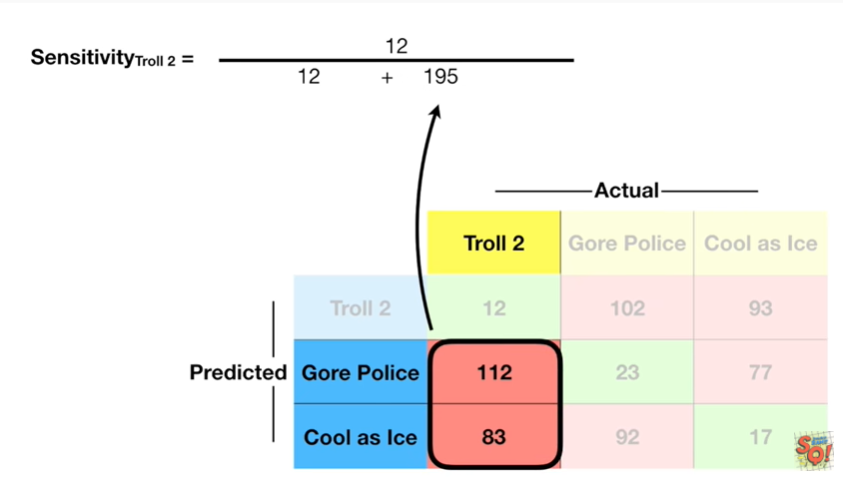 12
Sensitivity Troll 2 =
12 + 195
Actual
Troll 2 Gore Police Cool as Ice
Troll 2 12 102 93
Predicted Gore Police 112 23 77
Cool as Ice 83 92 17
SO!